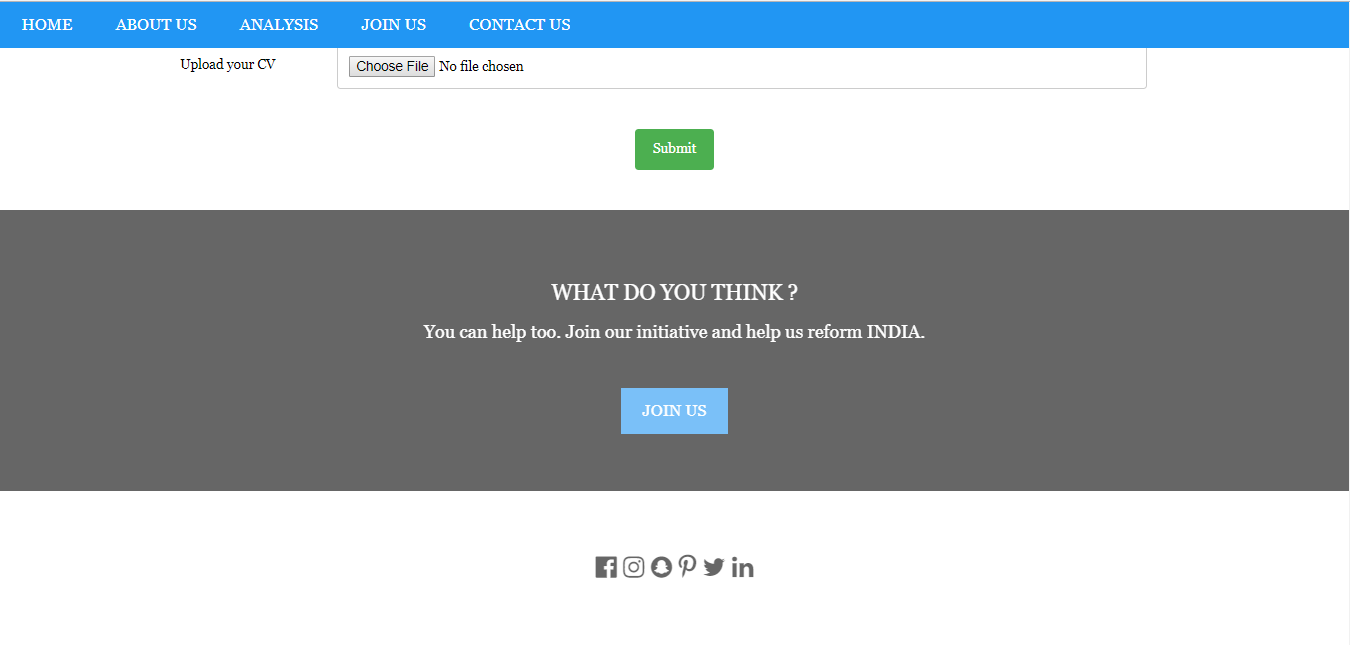 HOME ABOUT US ANALYSIS JOIN US CONTACT US
Upload your CV Choose File No file chosen
Submit
WHAT DO YOU THINK ?
You can help too. Join our initiative and help us reform INDIA.
JOIN US